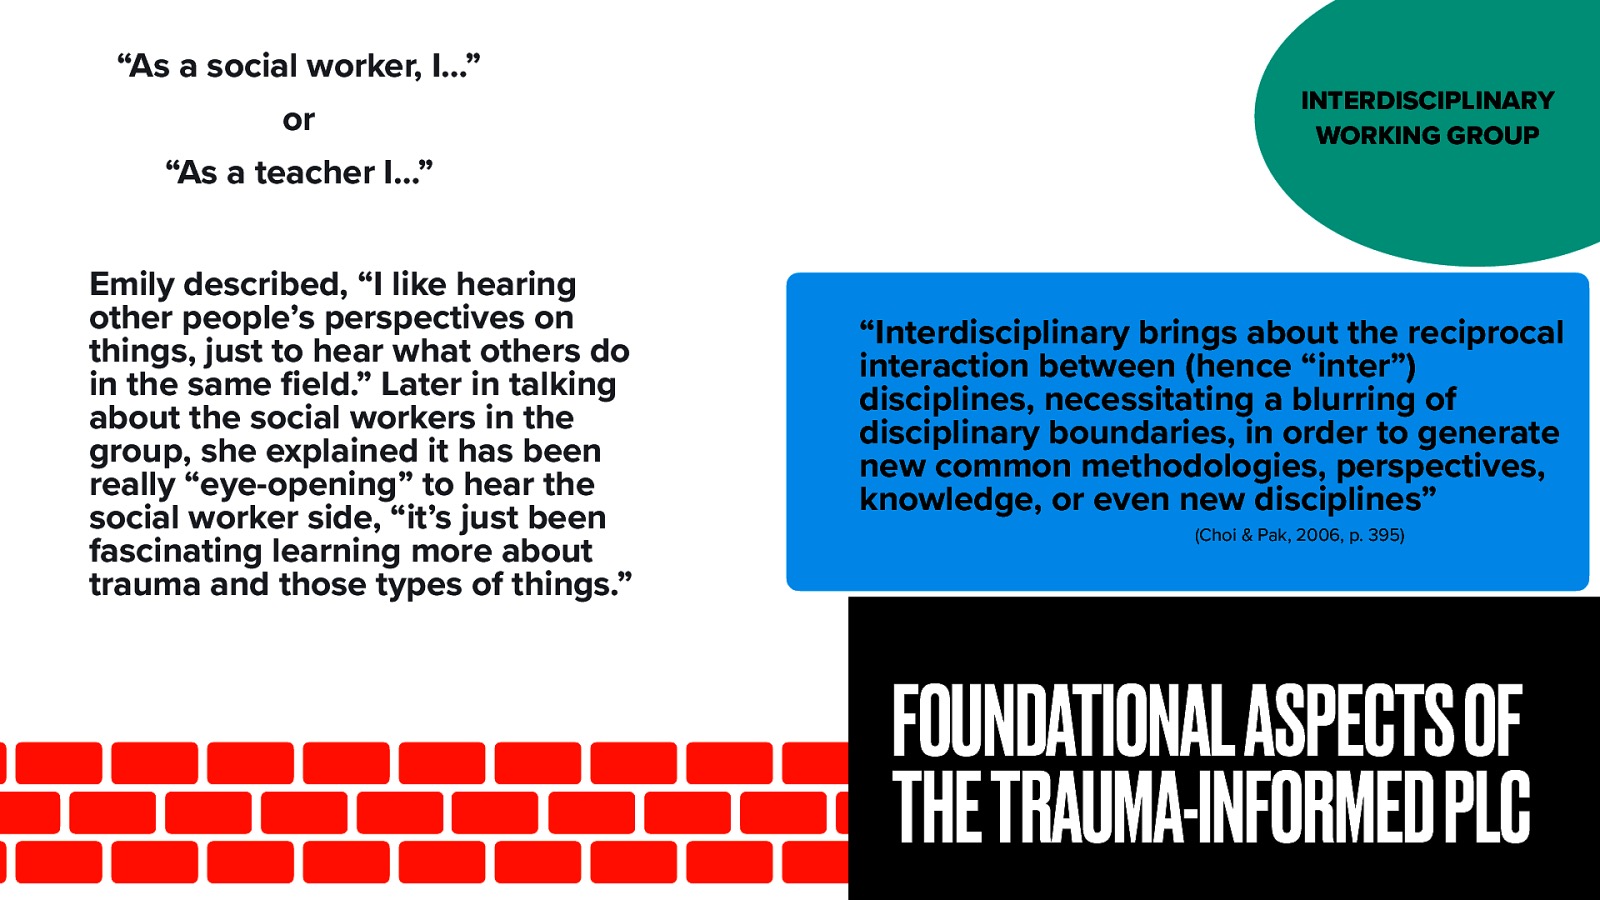 “As a social worker, I...”
or
“As a teacher I...”
INTERDISCIPLINARY
WORKING GROUP
Emily described, “I like hearing
other people’s perspectives on
things, just to hear what others do
in the same field.” Later in talking
about the social workers in the
group, she explained it has been
really “eye-opening” to hear the
social worker side, “it’s just been
fascinating learning more about
trauma and those types of things.”
“Interdisciplinary brings about the reciprocal
interaction between (hence “inter”)
disciplines, necessitating a blurring of
disciplinary boundaries, in order to generate
new common methodologies, perspectives,
knowledge, or even new disciplines”
(Choi & Pak, 2006, p. 395)
FOUNDATIONAL ASPECTS OF
THE TRAUMA-INFORMED PLC